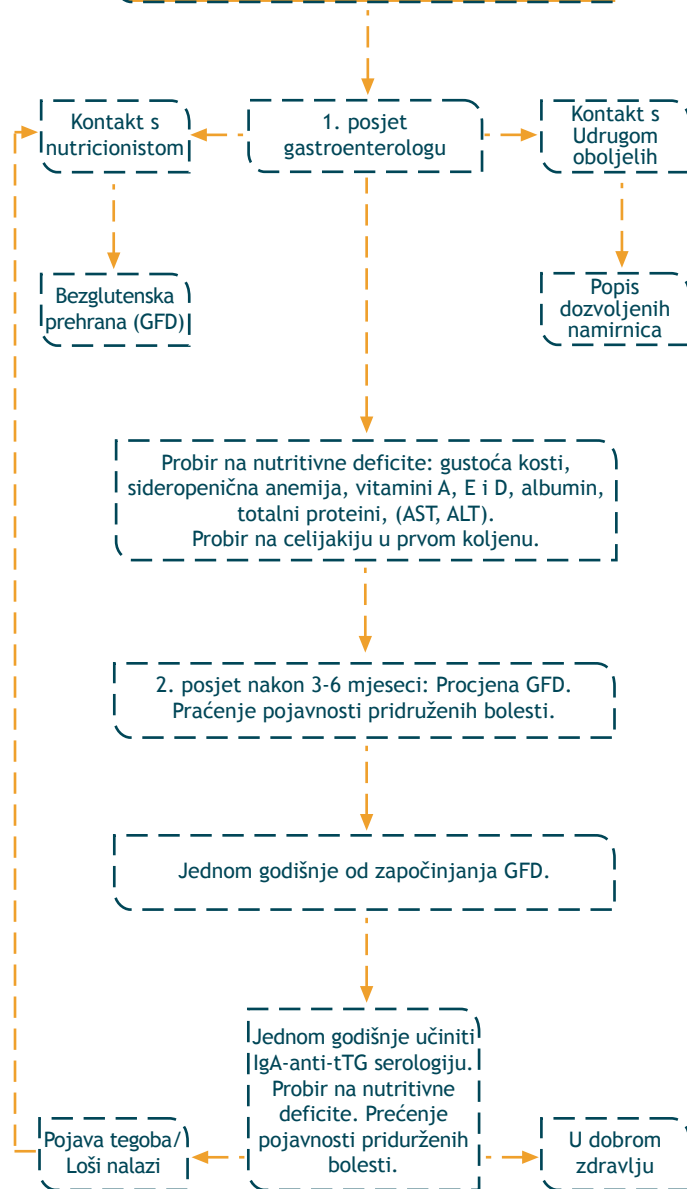 Kontakt s
nutricionistom
1. posjet
gastroenterologu
Kontakt s
Udrugom
oboljelih
Bezglutenska
prehrana (GFD)
Popis
dozvoljenih
namirnica
Probir na nutritivne deficite: gustoća kosti,
sideropenična anemija, vitamini A, E i D, albumin,
totalni proteini, (AST, ALT).
Probir na celijakiju u prvom koljenu.
2. posjet nakon 3-6 mjeseci: Procjena GFD.
Praćenje pojavnosti pridruženih bolesti.
Jednom godišnje od započinjanja GFD.
Jednom godišnje učiniti
IgA-anti-tTG serologiju.
Probir na nutritivne
deficite. Prećenje
pojavnosti pridurženih
bolesti.
Pojava tegoba/
Loši nalazi
U dobrom
zdravlju